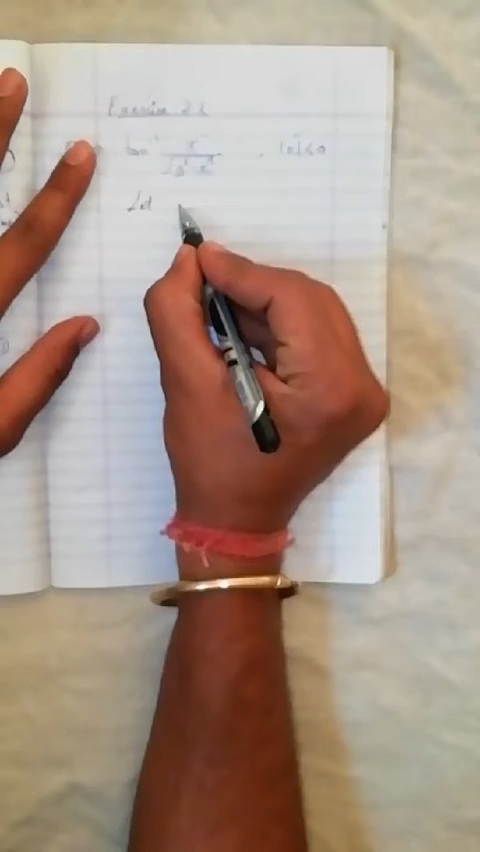 Exercise 2.2
tan⁻¹ x/√(a² - x²) , |x| < a
Let